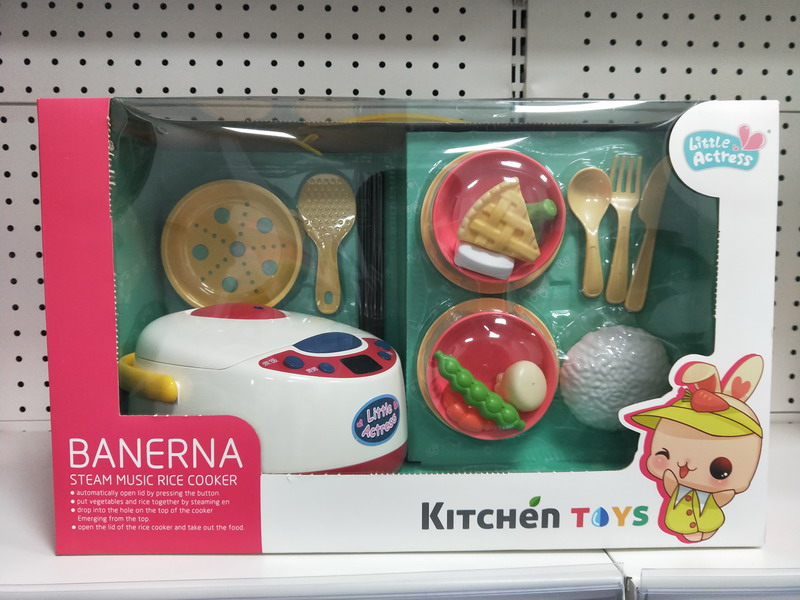 Little
Actress
Little
Actress
BANERNA
STEAM MUSIC RICE COOKER
• automatically open lid by pressing the button
• put vegetables and rice together by steaming en
• drop into the hole on the top of the cooker
Emerging from the top.
• open the lid of the rice cooker and take out the food.
KITCHEN TOYS